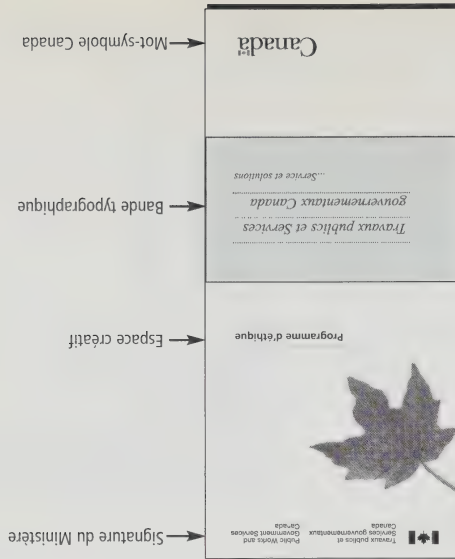 Signature du Ministère
Travaux publics et
Services gouvernementaux
Canada
Public Works and
Government Services
Canada
Espace créatif
Programme d'éthique
Bande typographique
Travaux publics et Services
gouvernementaux Canada
...Service et solutions
Mot-symbole Canada
Canada